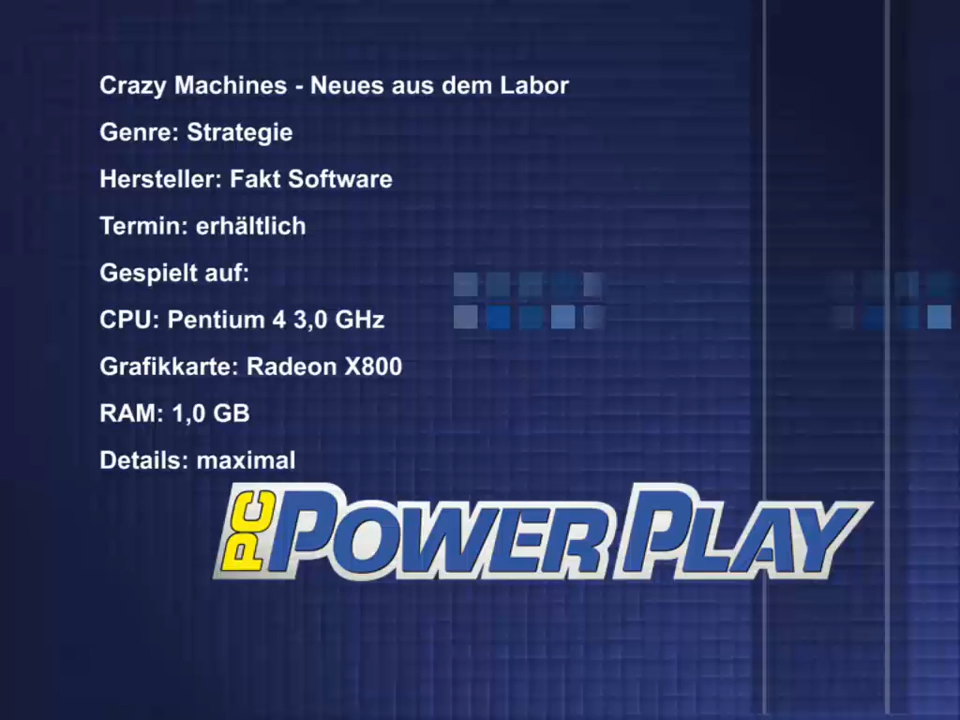 Crazy Machines - Neues aus dem Labor
Genre: Strategie
Hersteller: Fakt Software
Termin: erhältlich
Gespielt auf:
CPU: Pentium 4 3,0 GHz
Grafikkarte: Radeon X800
RAM: 1,0 GB
Details: maximal
PC POWER PLAY